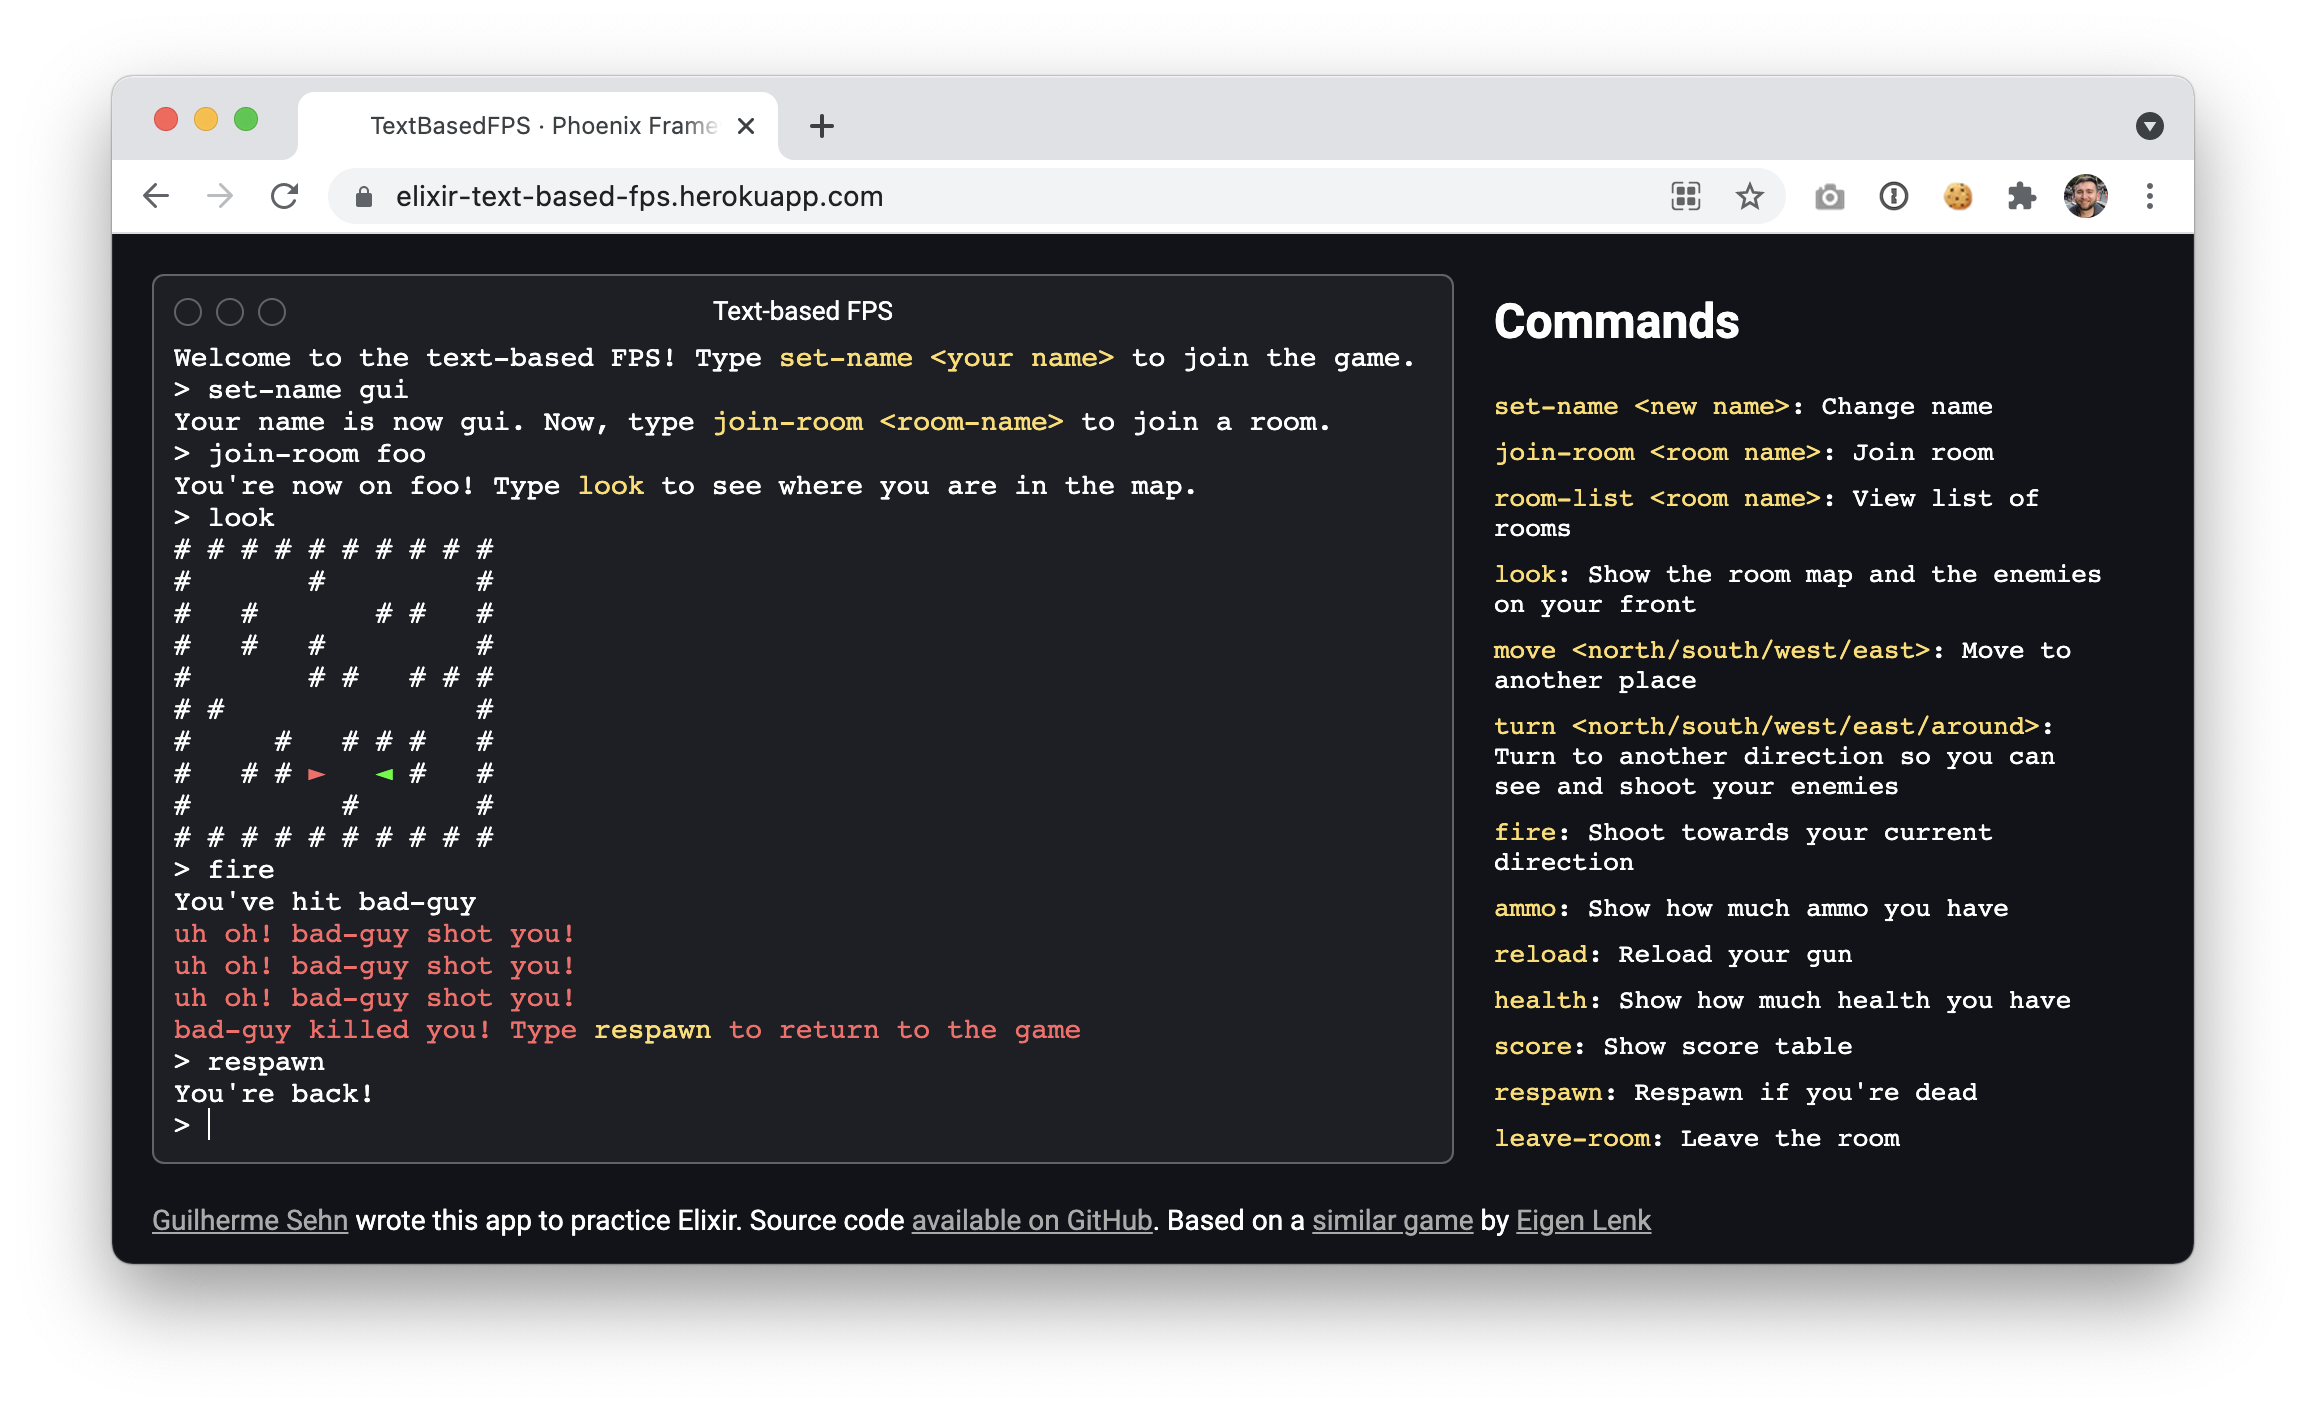 TextBasedFPS · Phoenix Frame
elixir-text-based-fps.herokuapp.com
Text-based FPS
Welcome to the text-based FPS! Type set-name <your name> to join the game.
> set-name gui
Your name is now gui. Now, type join-room <room-name> to join a room.
> join-room foo
You're now on foo! Type look to see where you are in the map.
> look
# # # # # # # # # #
#       #         #
#   #       # #   #
#   #   #         #
#       # #   # # #
# #               #
#     #   # # #   #
#   # # ►   ◄ #   #
#         #       #
# # # # # # # # # #
> fire
You've hit bad-guy
uh oh! bad-guy shot you!
uh oh! bad-guy shot you!
uh oh! bad-guy shot you!
bad-guy killed you! Type respawn to return to the game
> respawn
You're back!
>
Commands
set-name <new name>: Change name
join-room <room name>: Join room
room-list <room name>: View list of
rooms
look: Show the room map and the enemies
on your front
move <north/south/west/east>: Move to
another place
turn <north/south/west/east/around>:
Turn to another direction so you can
see and shoot your enemies
fire: Shoot towards your current
direction
ammo: Show how much ammo you have
reload: Reload your gun
health: Show how much health you have
score: Show score table
respawn: Respawn if you're dead
leave-room: Leave the room
Guilherme Sehn wrote this app to practice Elixir. Source code available on GitHub. Based on a similar game by Eigen Lenk